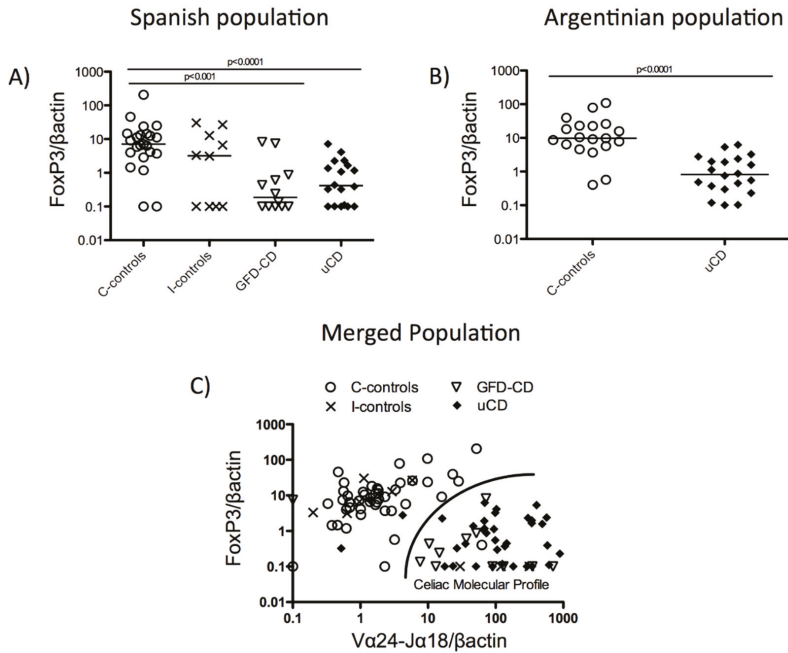 Spanish population
Argentinian population
A)
p<0.0001
p<0.001
FoxP3/βactin
1000
100
10
1
0.1
0.01
C-controls
I-controls
GFD-CD
uCD
B)
p<0.0001
FoxP3/βactin
1000
100
10
1
0.1
0.01
C-controls
uCD
Merged Population
C)
C-controls
GFD-CD
I-controls
uCD
FoxP3/βactin
1000
100
10
1
0.1
0.01
Celiac Molecular Profile
0.1
1
10
100
1000
Vα24-Jα18/βactin